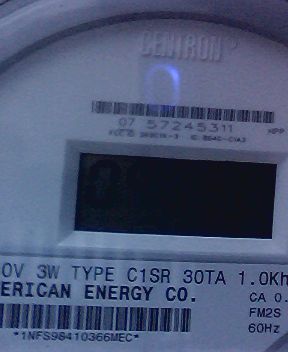 CENTRON
07 57245311
0V 3W TYPE C1SR 30TA 1.0Kh
ERICAN ENERGY CO.
CA 0.
FM2S
60Hz
*1NFS98410366MEC*